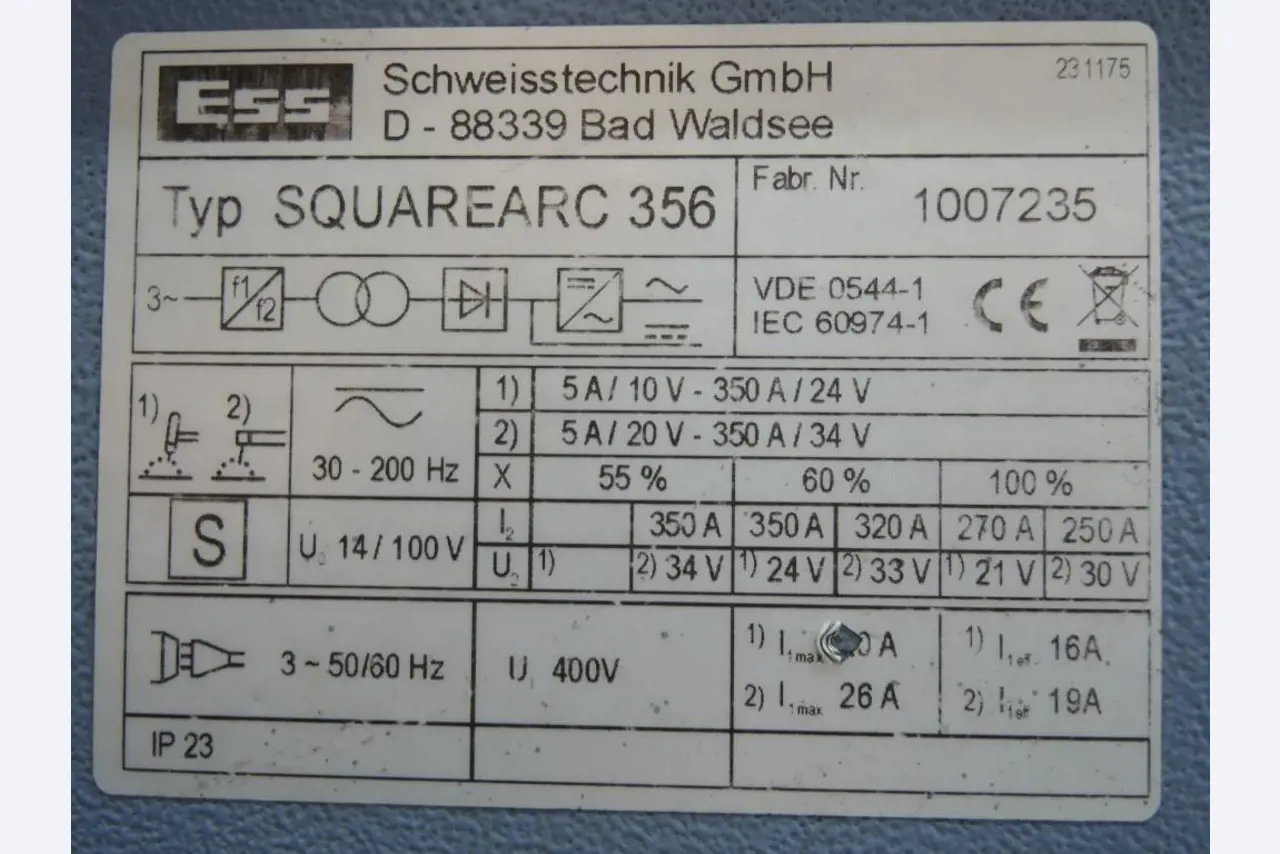 Ess
Schweisstechnik GmbH
D - 88339 Bad Waldsee
231175
Typ SQUAREARC 356
Fabr. Nr. 1007235
3~ f1 f2
VDE 0544-1
IEC 60974-1
CE
1) 2)
30 - 200 Hz
1) 5 A / 10 V - 350 A / 24 V
2) 5 A / 20 V - 350 A / 34 V
X 55 % 60 % 100 %
S
U₀ 14 / 100 V
I₂ 350 A 350 A 320 A 270 A 250 A
U₂ 1) 2) 34 V 1) 24 V 2) 33 V 1) 21 V 2) 30 V
3 ~ 50/60 Hz
U₁ 400V
1) I₁max A
2) I₁max 26 A
1) I₁eff 16A
2) I₁eff 19A
IP 23